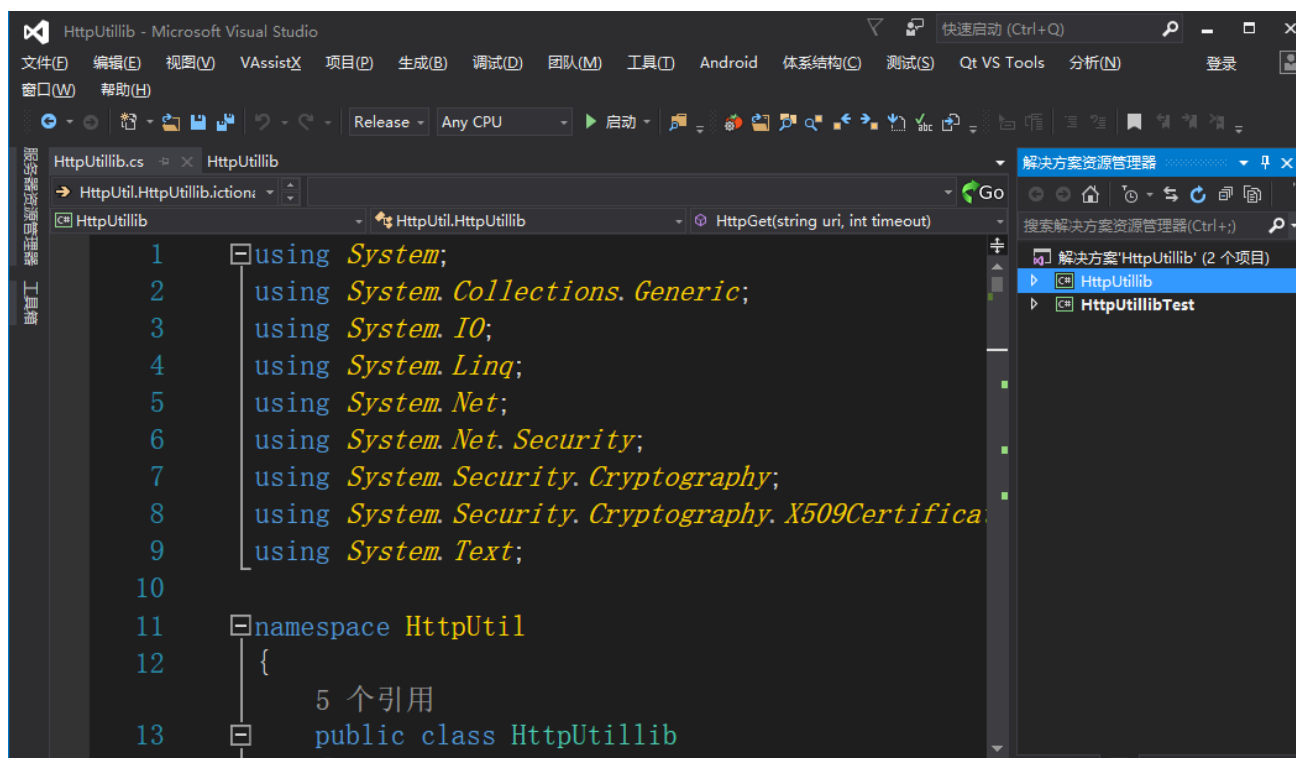 HttpUtillib - Microsoft Visual Studio
快速启动 (Ctrl+Q)
文件(F) 编辑(E) 视图(V) VAssistX 项目(P) 生成(B) 调试(D) 团队(M) 工具(T) Android 体系结构(C) 测试(S) Qt VS Tools 分析(N) 登录
窗口(W) 帮助(H)
Release Any CPU 启动
服务器资源管理器
工具箱
HttpUtillib.cs HttpUtillib
HttpUtil.HttpUtillib.iction Go
HttpUtillib HttpUtil.HttpUtillib HttpGet(string uri, int timeout)
1 using System;
2 using System.Collections.Generic;
3 using System.IO;
4 using System.Linq;
5 using System.Net;
6 using System.Net.Security;
7 using System.Security.Cryptography;
8 using System.Security.Cryptography.X509Certifica
9 using System.Text;
10
11 namespace HttpUtil
12 {
5 个引用
13 public class HttpUtillib
解决方案资源管理器
搜索解决方案资源管理器(Ctrl+;)
解决方案'HttpUtillib' (2 个项目)
HttpUtillib
HttpUtillibTest